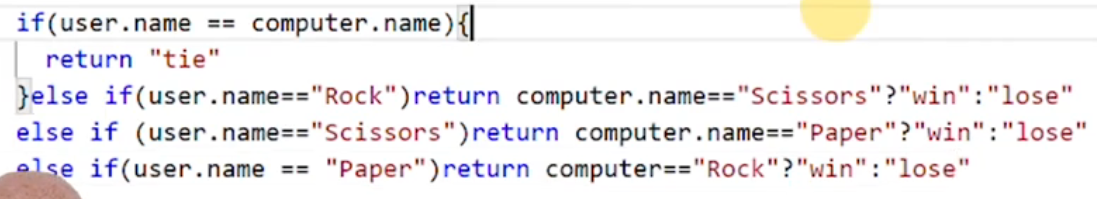 if(user.name == computer.name){
return "tie"
}else if(user.name=="Rock")return computer.name=="Scissors"?"win":"lose"
else if (user.name=="Scissors")return computer.name=="Paper"?"win":"lose"
else if(user.name == "Paper")return computer=="Rock"?"win":"lose"